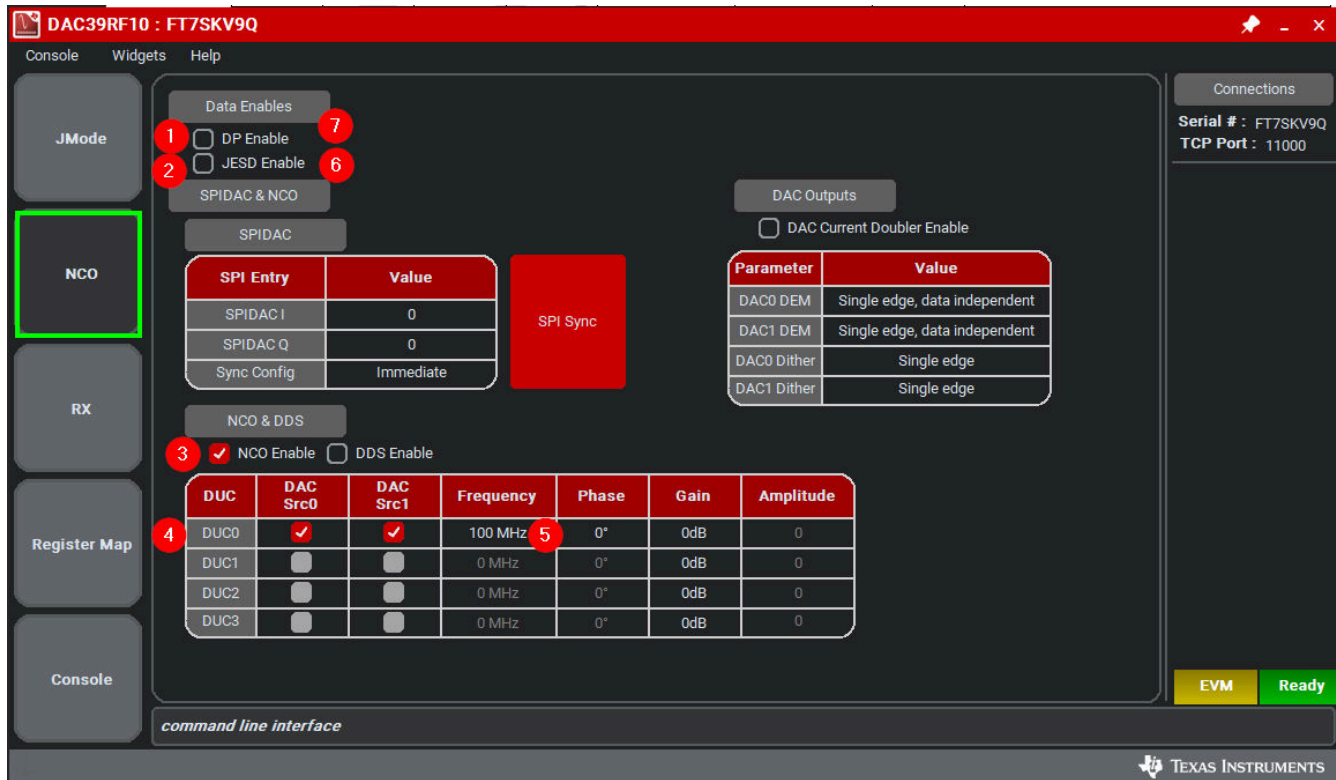 DAC39RF10 : FT7SKV9Q
Console Widgets Help
JMode
NCO
RX
Register Map
Console
Data Enables
7
1 DP Enable
2 JESD Enable 6
SPIDAC & NCO
SPIDAC
SPI Entry Value
SPIDAC I 0
SPIDAC Q 0
Sync Config Immediate
SPI Sync
DAC Outputs
DAC Current Doubler Enable
Parameter Value
DAC0 DEM Single edge, data independent
DAC1 DEM Single edge, data independent
DAC0 Dither Single edge
DAC1 Dither Single edge
NCO & DDS
3 NCO Enable DDS Enable
DUC DAC Src0 DAC Src1 Frequency Phase Gain Amplitude
4 DUC0 100 MHz 5 0° 0dB 0
DUC1 0 MHz 0° 0dB 0
DUC2 0 MHz 0° 0dB 0
DUC3 0 MHz 0° 0dB 0
command line interface
Connections
Serial # : FT7SKV9Q
TCP Port : 11000
EVM Ready
TEXAS INSTRUMENTS